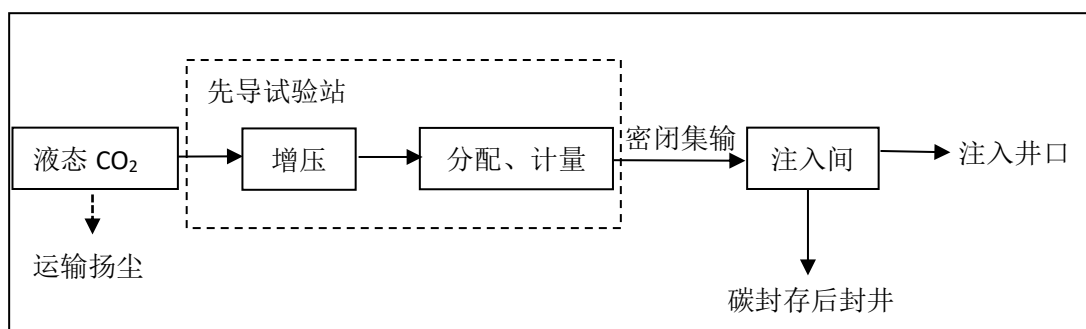 先导试验站
液态 CO₂
增压
分配、计量
密闭集输
注入间
注入井口
运输扬尘
碳封存后封井